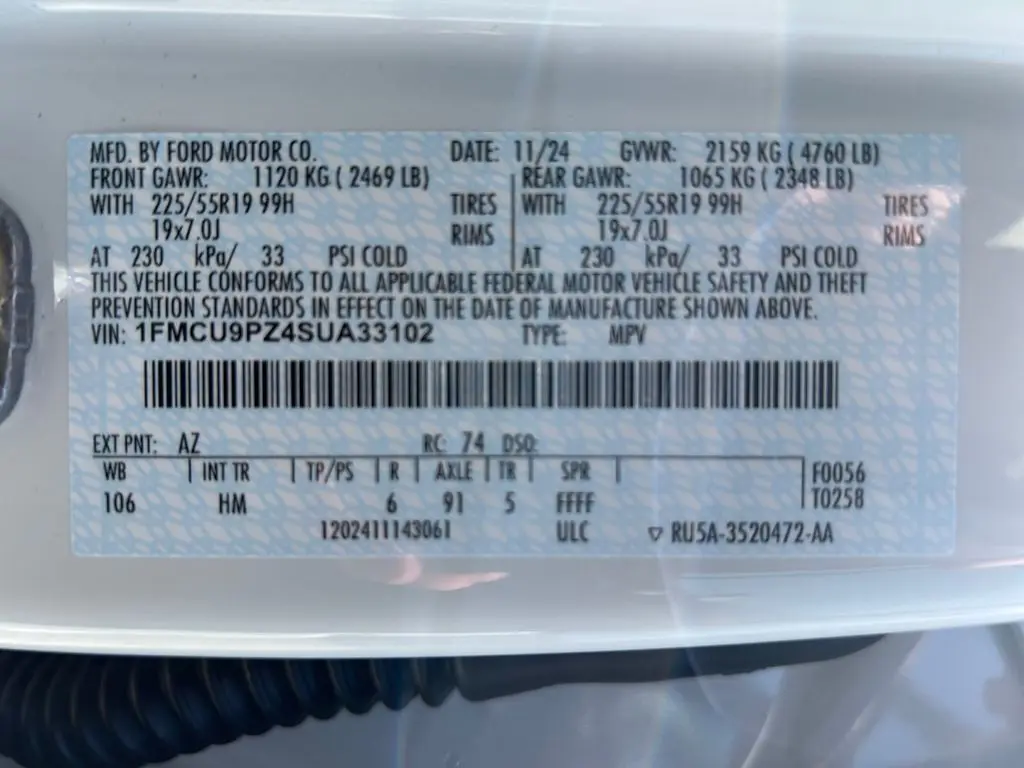 MFD. BY FORD MOTOR CO. DATE: 11/24 GVWR: 2159 KG ( 4760 LB)
FRONT GAWR: 1120 KG ( 2469 LB) REAR GAWR: 1065 KG ( 2348 LB)
WITH 225/55R19 99H TIRES WITH 225/55R19 99H TIRES
19x7.0J RIMS 19x7.0J RIMS
AT 230 kPa/ 33 PSI COLD AT 230 kPa/ 33 PSI COLD
THIS VEHICLE CONFORMS TO ALL APPLICABLE FEDERAL MOTOR VEHICLE SAFETY AND THEFT
PREVENTION STANDARDS IN EFFECT ON THE DATE OF MANUFACTURE SHOWN ABOVE.
VIN: 1FMCU9PZ4SUA33102 TYPE: MPV
EXT PNT: AZ RC: 74 DSO:
WB INT TR TP/PS R AXLE TR SPR F0056
106 HM 6 91 5 FFFF T0258
1202411143061 ULC ▽ RU5A-3520472-AA